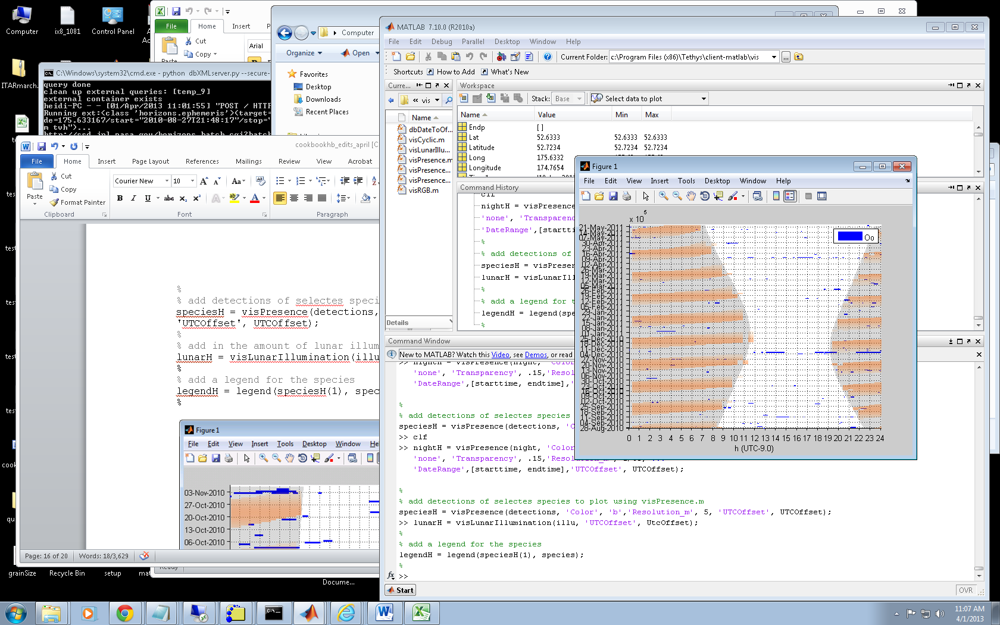 Computer
ix8_1081
Control Panel
ITARmarch.
File
Home
Insert
Cut
Copy
Paste
Arial
C:\Windows\system32\cmd.exe - python  dbXMLserver.py --secure-
query done
clean up external queries: [temp_9]
external container exists
heidi-PC - - [01/Apr/2013 11:01:55] "POST / HTTP
Running ext:<class 'horizons.ephemeris'>(target=
de=175.633167/start="2010-08-27T21:48:17"/stop="
m tvh")...
Computer
Organize
Open
Favorites
Desktop
Downloads
Recent Places
cookbookhb_edits_april [C
File
Home
Insert
Page Layout
References
Mailings
Review
View
Acrobat
Cut
Copy
Format Painter
Paste
Clipboard
Courier New
10
Font
Paragraph
%
% add detections of selectes speci
speciesH = visPresence(detections,
'UTCOffset', UTCOffset);
%
% add in the amount of lunar illum
lunarH = visLunarIllumination(illu
%
% add a legend for the species
legendH = legend(speciesH(1), spec
%
Figure 1
File Edit View Insert Tools Desktop Window He
03-Nov-2010
27-Oct-2010
20-Oct-2010
13-Oct-2010
06-Oct-2010
Page: 16 of 20
Words: 18/3,629
Ready
grainSize
Recycle Bin
setup
mat
Docume...
MATLAB 7.10.0 (R2010a)
File Edit Debug Parallel Desktop Window Help
Current Folder: c:\Program Files (x86)\Tethys\client-matlab\vis
Shortcuts How to Add What's New
Curre...
« vis
Name
dbDateToOf...
visCyclic.m
visLunarIllu...
visPresence.m
visPresence...
visPresence...
visRGB.m
Details
Workspace
Stack: Base
Select data to plot
Name Value Min Max
Endp []
Lat 52.6333 52.6333 52.6333
Latitude 52.7234 52.7234 52.7234
Long 175.6332
Longitude 174.7654
Command History
clf
nightH = visPresence
'none', 'Transparenc
'DateRange',[startti
%
% add detections of
speciesH = visPresen
lunarH = visLunarIll
%
% add a legend for t
legendH = legend(spe
%
Command Window
New to MATLAB? Watch this Video, see Demos, or read
>> nightH = visPresence(night, 'Color
'none', 'Transparency', .15,'Resolu
'DateRange',[starttime, endtime],'
%
% add detections of selectes species
speciesH = visPresence(detections, 'C
>> clf
>> nightH = visPresence(night, 'Color
'none', 'Transparency', .15,'Resolution_m', 1/60, ...
'DateRange',[starttime, endtime],'UTCOffset', UTCOffset);
%
% add detections of selectes species to plot using visPresence.m
speciesH = visPresence(detections, 'Color', 'b','Resolution_m', 5, 'UTCOffset', UTCOffset);
>> lunarH = visLunarIllumination(illu, 'UTCOffset', UtcOffset);
%
% add a legend for the species
legendH = legend(speciesH(1), species);
%
>>
Start
OVR
Figure 1
File Edit View Insert Tools Desktop Window Help
x 10
5
21-May-2011
14-May-2011
07-May-2011
30-Apr-2011
23-Apr-2011
16-Apr-2011
09-Apr-2011
02-Apr-2011
26-Mar-2011
19-Mar-2011
12-Mar-2011
05-Mar-2011
26-Feb-2011
19-Feb-2011
12-Feb-2011
05-Feb-2011
29-Jan-2011
22-Jan-2011
15-Jan-2011
08-Jan-2011
01-Jan-2011
25-Dec-2010
18-Dec-2010
11-Dec-2010
04-Dec-2010
27-Nov-2010
20-Nov-2010
13-Nov-2010
06-Nov-2010
30-Oct-2010
23-Oct-2010
16-Oct-2010
09-Oct-2010
02-Oct-2010
25-Sep-2010
18-Sep-2010
11-Sep-2010
04-Sep-2010
28-Aug-2010
Oo
0 1 2 3 4 5 6 7 8 9 10 11 12 13 14 15 16 17 18 19 20 21 22 23 24
h (UTC-9.0)
11:07 AM
4/1/2013